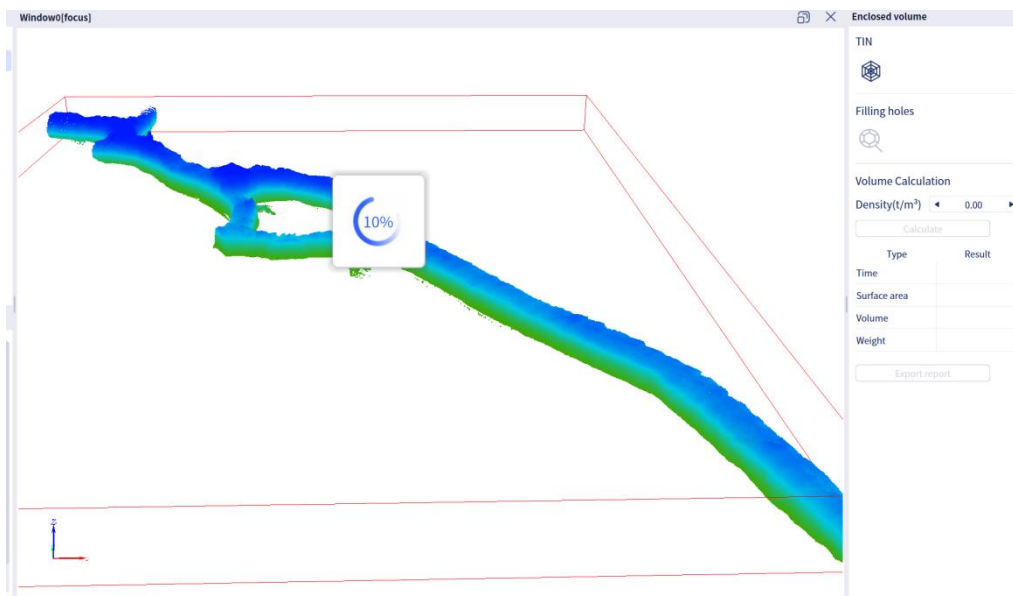 Window0[focus]
10%
Z
Enclosed volume
TIN
Filling holes
Volume Calculation
Density(t/m³) 0.00
Calculate
Type Result
Time
Surface area
Volume
Weight
Export report